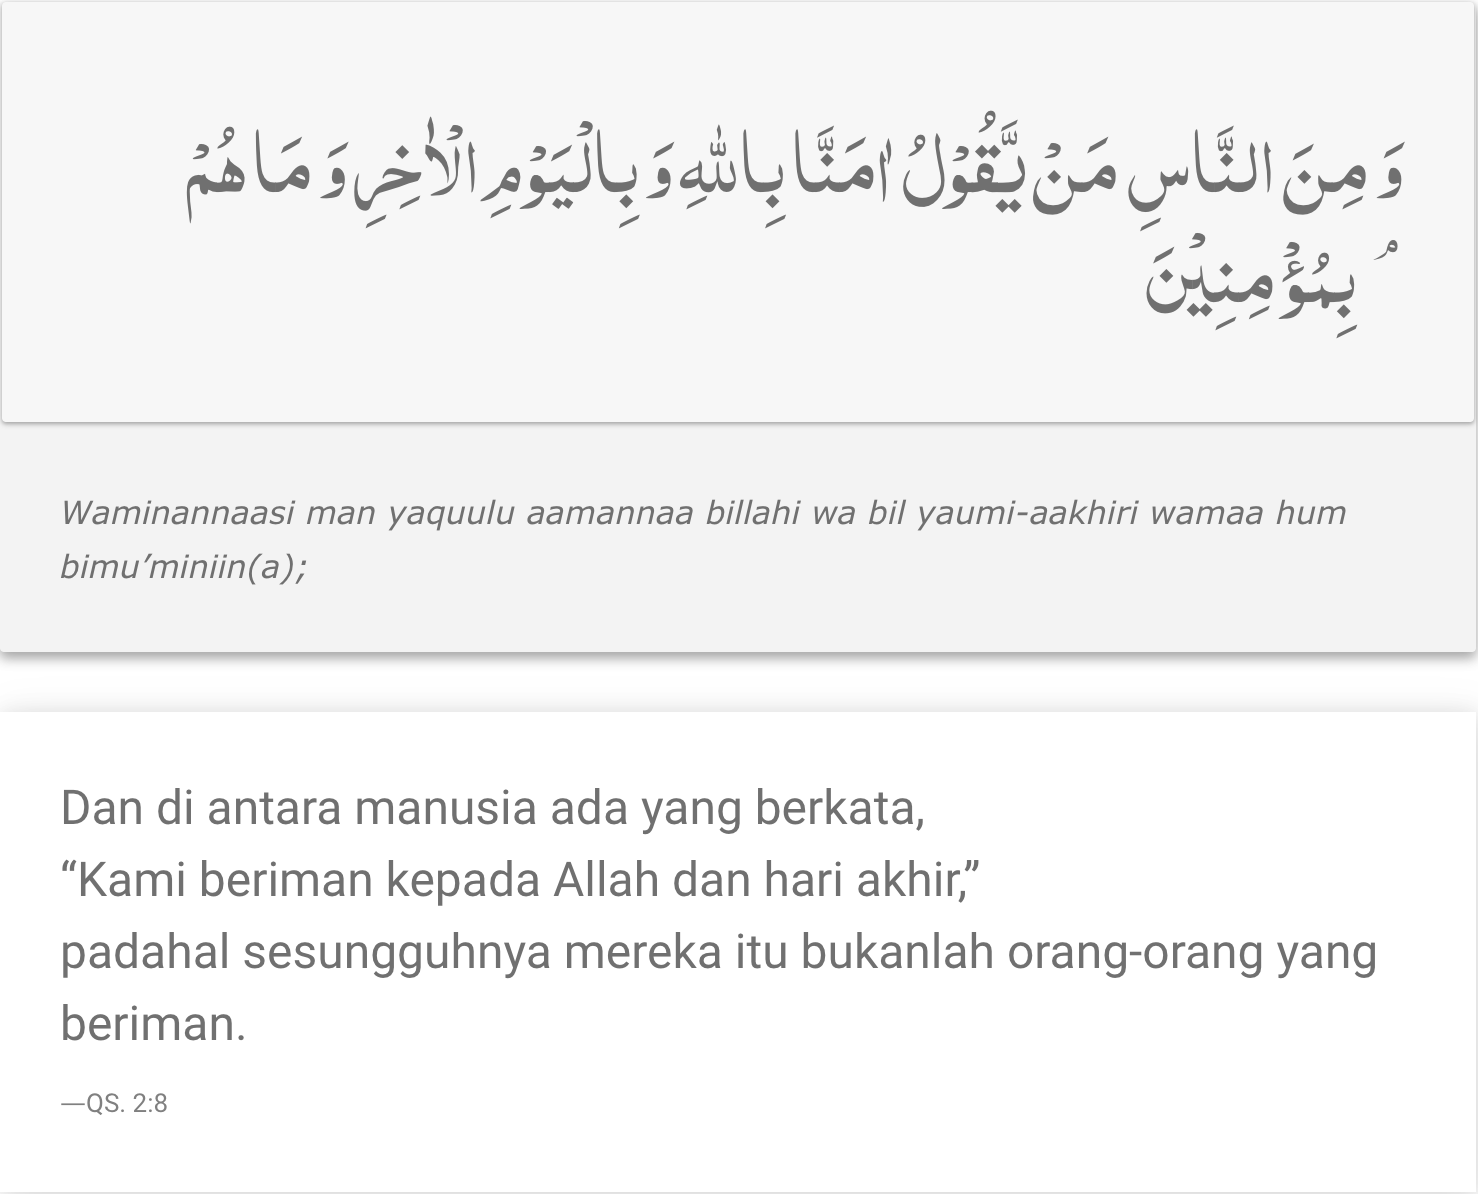 وَ مِنَ النَّاسِ مَنْ يَّقُوْلُ اٰمَنَّا بِاللّٰهِ وَ بِالْيَوْمِ الْاٰخِرِ وَ مَا هُمْ
ۘ بِمُؤْمِنِيْنَ
Waminannaasi man yaquulu aamannaa billahi wa bil yaumi-aakhiri wamaa hum
bimu’miniin(a);
Dan di antara manusia ada yang berkata,
“Kami beriman kepada Allah dan hari akhir,”
padahal sesungguhnya mereka itu bukanlah orang-orang yang
beriman.
—QS. 2:8